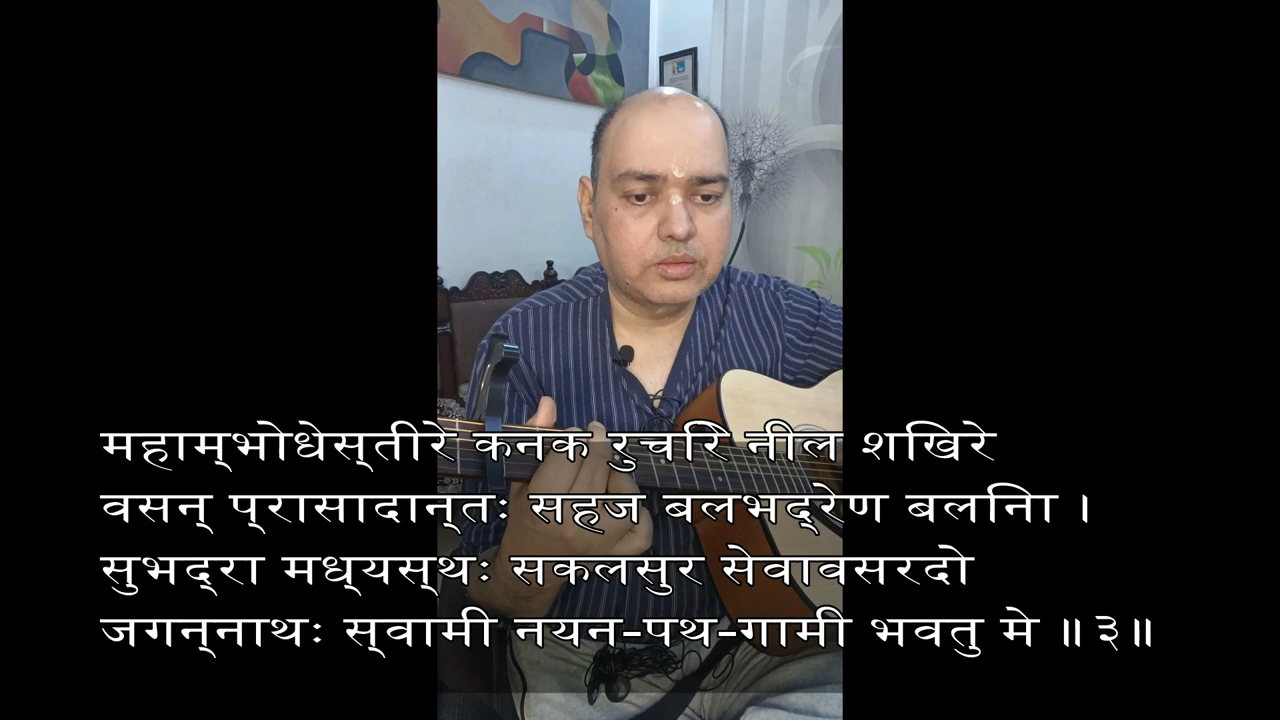 महाम्भोधेस्तीरे कनक रुचिरे नील शिखरे
वसन् प्रासादान्तः सहज बलभद्रेण बलिना ।
सुभद्रा मध्यस्थः सकलसुर सेवावसरदो
जगन्नाथः स्वामी नयन-पथ-गामी भवतु मे ॥३॥